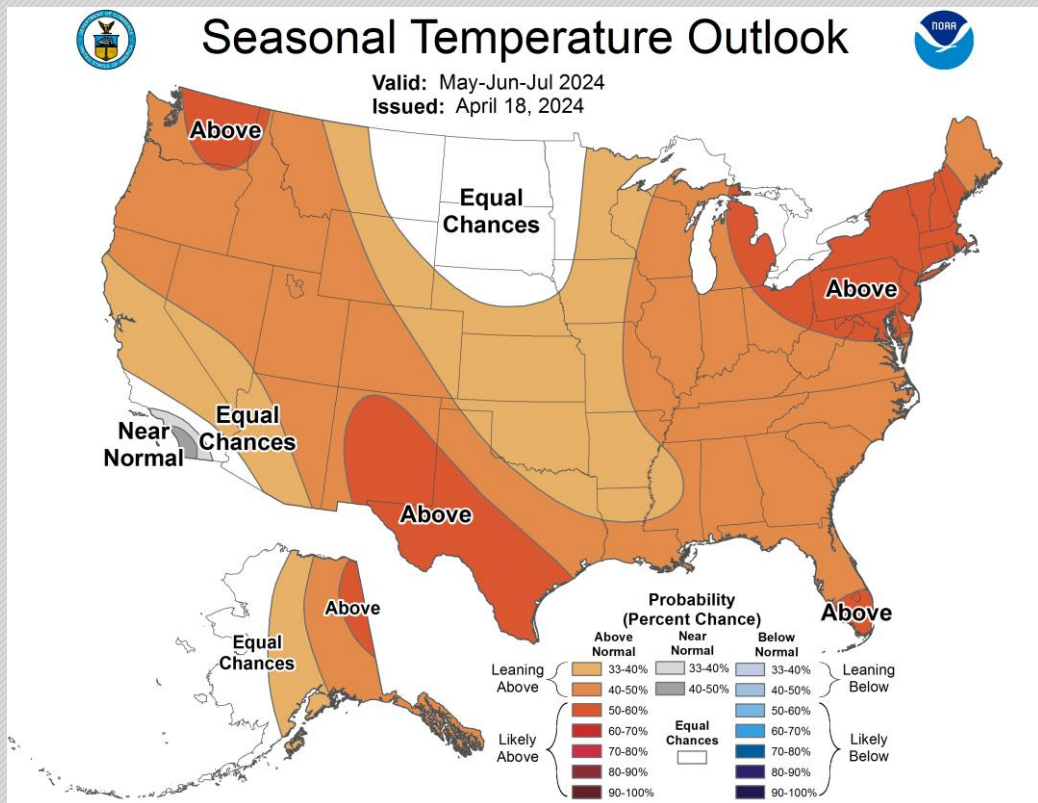 Seasonal Temperature Outlook
NOAA
Valid: May-Jun-Jul 2024
Issued: April 18, 2024
Above
Equal
Chances
Above
Equal
Chances
Near
Normal
Above
Above
Above
Equal
Chances
Probability
(Percent Chance)
Above
Normal
Near
Normal
Below
Normal
Leaning
Above
33-40%
33-40%
33-40%
Leaning
Below
40-50%
40-50%
40-50%
Likely
Above
50-60%
50-60%
Likely
Below
60-70%
Equal
Chances
60-70%
70-80%
70-80%
80-90%
80-90%
90-100%
90-100%